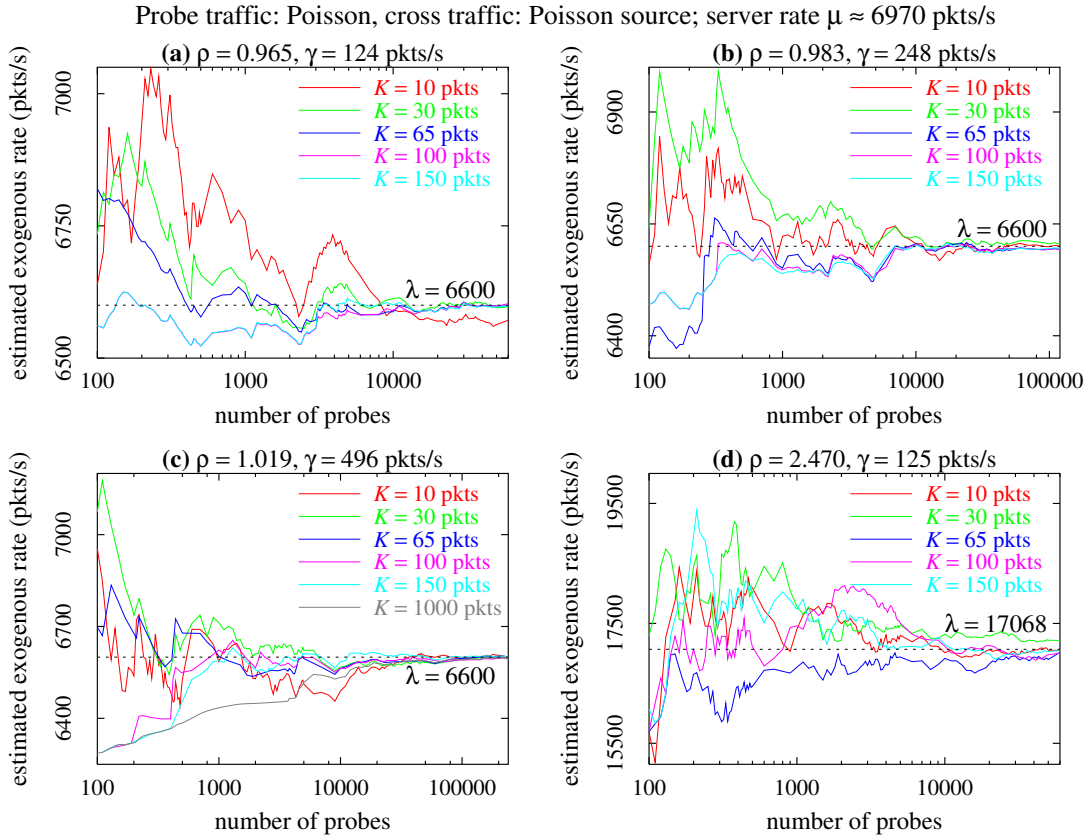 Probe traffic: Poisson, cross traffic: Poisson source; server rate μ ≈ 6970 pkts/s
(a) ρ = 0.965, γ = 124 pkts/s
estimated exogenous rate (pkts/s)
7000
6750
6500
K = 10 pkts
K = 30 pkts
K = 65 pkts
K = 100 pkts
K = 150 pkts
λ = 6600
100
1000
10000
number of probes
(b) ρ = 0.983, γ = 248 pkts/s
estimated exogenous rate (pkts/s)
6900
6650
6400
K = 10 pkts
K = 30 pkts
K = 65 pkts
K = 100 pkts
K = 150 pkts
λ = 6600
100
1000
10000
100000
number of probes
(c) ρ = 1.019, γ = 496 pkts/s
estimated exogenous rate (pkts/s)
7000
6700
6400
K = 10 pkts
K = 30 pkts
K = 65 pkts
K = 100 pkts
K = 150 pkts
K = 1000 pkts
λ = 6600
100
1000
10000
100000
number of probes
(d) ρ = 2.470, γ = 125 pkts/s
estimated exogenous rate (pkts/s)
19500
17500
15500
K = 10 pkts
K = 30 pkts
K = 65 pkts
K = 100 pkts
K = 150 pkts
λ = 17068
100
1000
10000
number of probes